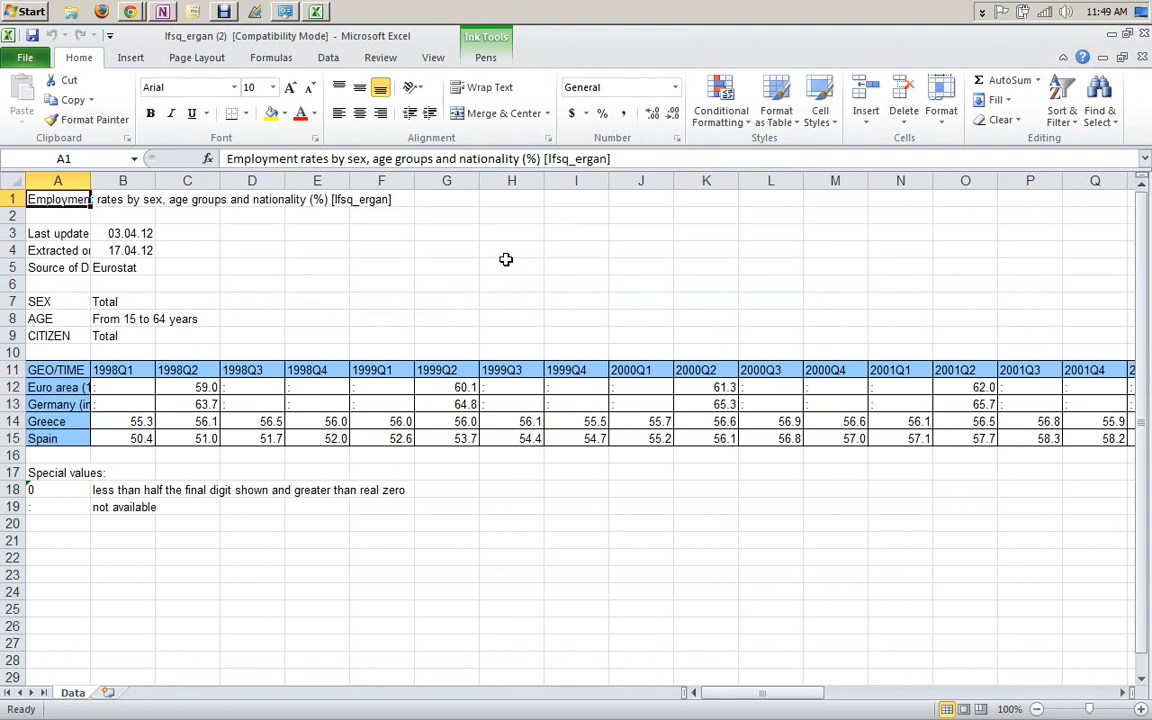 Start
11:49 AM
lfsq_ergan (2) [Compatibility Mode] - Microsoft Excel
Ink Tools
File
Home
Insert
Page Layout
Formulas
Data
Review
View
Pens
Paste
Cut
Copy
Format Painter
Clipboard
Arial
10
B I U
Font
Wrap Text
Merge & Center
Alignment
General
$ % ,
Number
Conditional Formatting
Format as Table
Cell Styles
Styles
Insert
Delete
Format
Cells
Σ AutoSum
Fill
Clear
Sort & Filter
Find & Select
Editing
A1
fx
Employment rates by sex, age groups and nationality (%) [lfsq_ergan]
A B C D E F G H I J K L M N O P Q
1 Employment rates by sex, age groups and nationality (%) [lfsq_ergan]
2
3 Last update 03.04.12
4 Extracted on 17.04.12
5 Source of D Eurostat
6
7 SEX Total
8 AGE From 15 to 64 years
9 CITIZEN Total
10
11 GEO/TIME 1998Q1 1998Q2 1998Q3 1998Q4 1999Q1 1999Q2 1999Q3 1999Q4 2000Q1 2000Q2 2000Q3 2000Q4 2001Q1 2001Q2 2001Q3 2001Q4 2
12 Euro area (1 : 59.0 : : : 60.1 : : : 61.3 : : : 62.0 : : :
13 Germany (in : 63.7 : : : 64.8 : : : 65.3 : : : 65.7 : : :
14 Greece 55.3 56.1 56.5 56.0 56.0 56.0 56.1 55.5 55.7 56.6 56.9 56.6 56.1 56.5 56.8 55.9
15 Spain 50.4 51.0 51.7 52.0 52.6 53.7 54.4 54.7 55.2 56.1 56.8 57.0 57.1 57.7 58.3 58.2
16
17 Special values:
18 0 less than half the final digit shown and greater than real zero
19 : not available
20
21
22
23
24
25
26
27
28
29
Data
Ready
100%